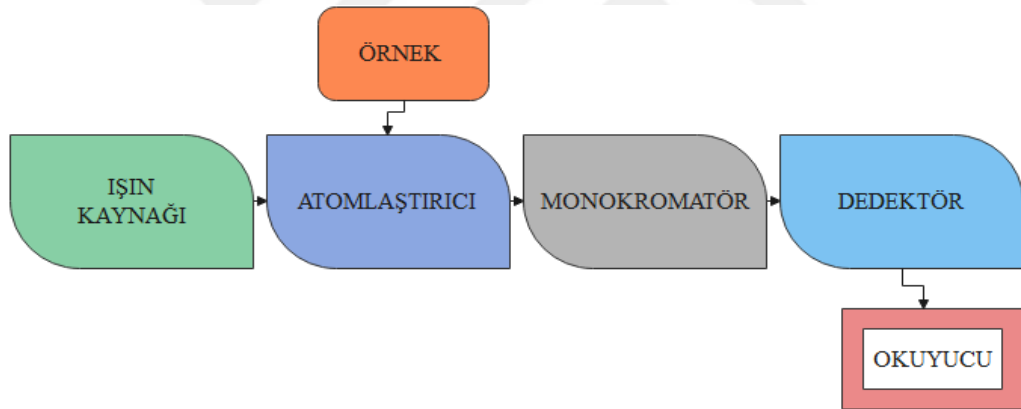 ÖRNEK
IŞIN
KAYNAĞI
ATOMLAŞTIRICI
MONOKROMATÖR
DEDEKTÖR
OKUYUCU